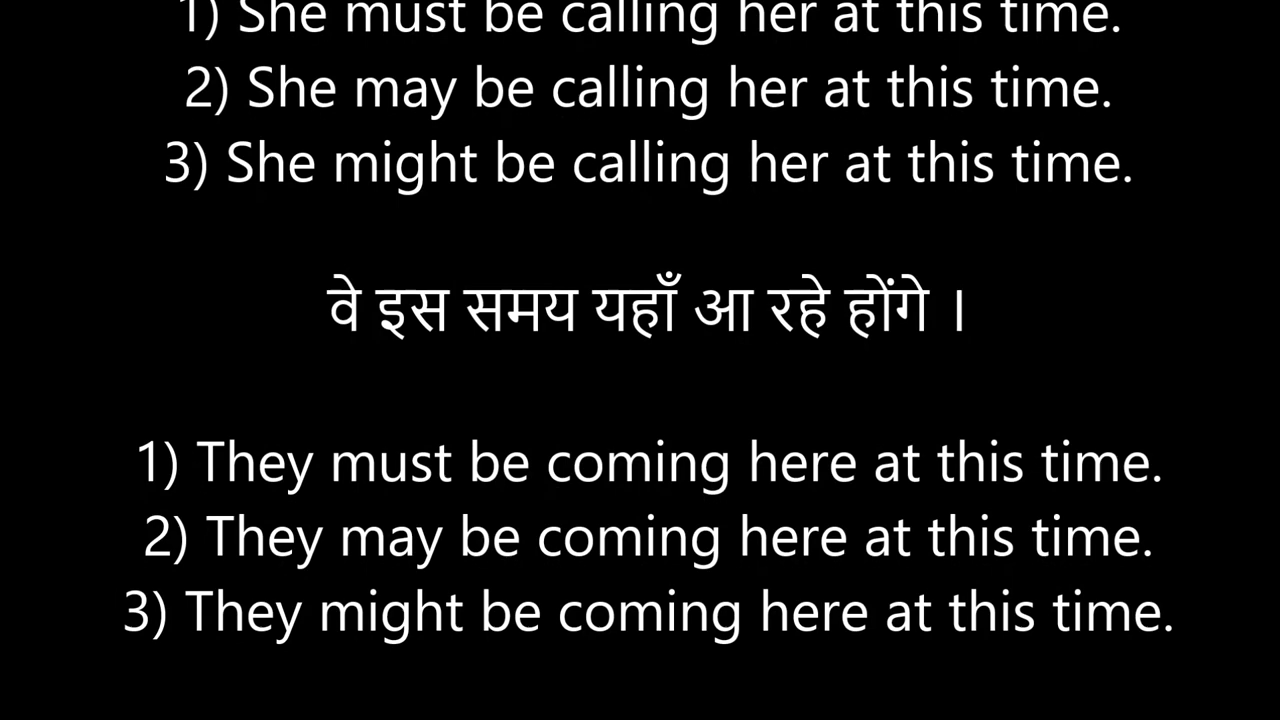 1) She must be calling her at this time.
2) She may be calling her at this time.
3) She might be calling her at this time.
वे इस समय यहाँ आ रहे होंगे ।
1) They must be coming here at this time.
2) They may be coming here at this time.
3) They might be coming here at this time.